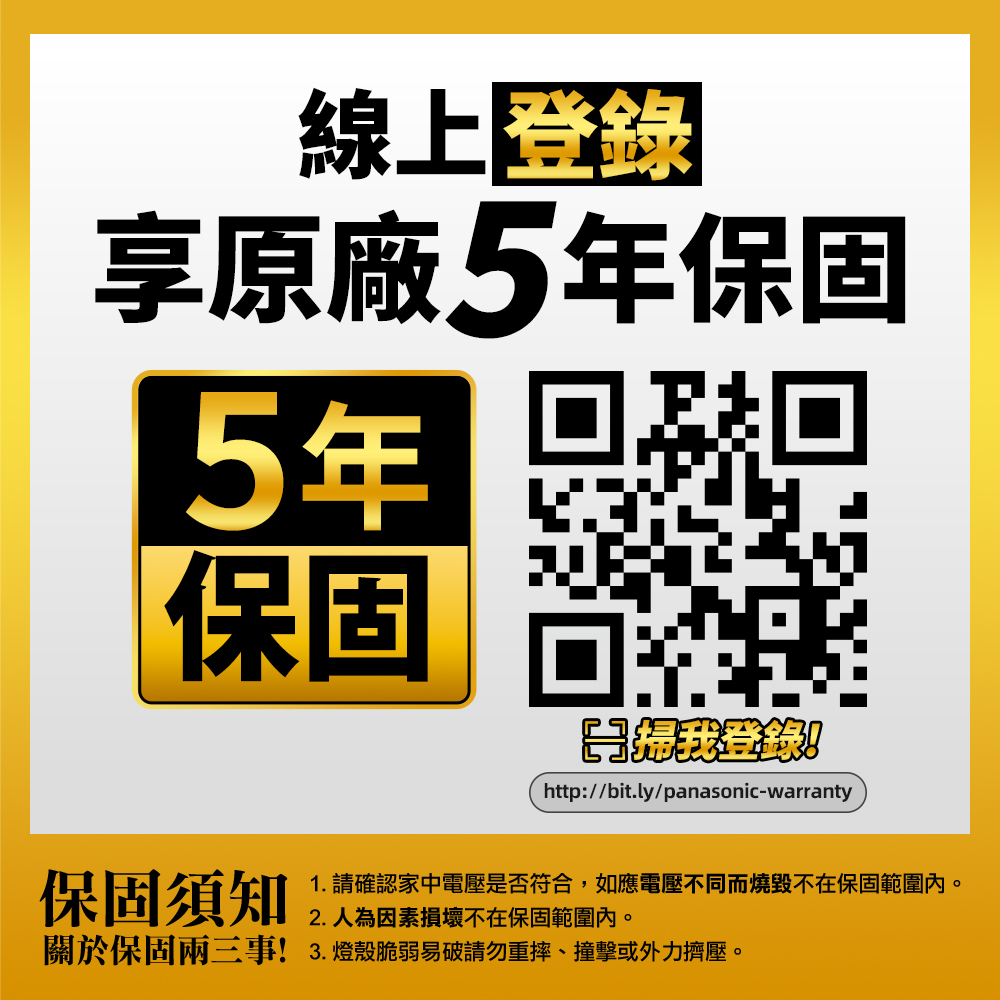 線上登錄
享原廠5年保固
5年
保固
掃我登錄!
http://bit.ly/panasonic-warranty
保固須知
關於保固兩三事!
1. 請確認家中電壓是否符合，如應電壓不同而燒毀不在保固範圍內。
2. 人為因素損壞不在保固範圍內。
3. 燈殼脆弱易破請勿重摔、撞擊或外力擠壓。